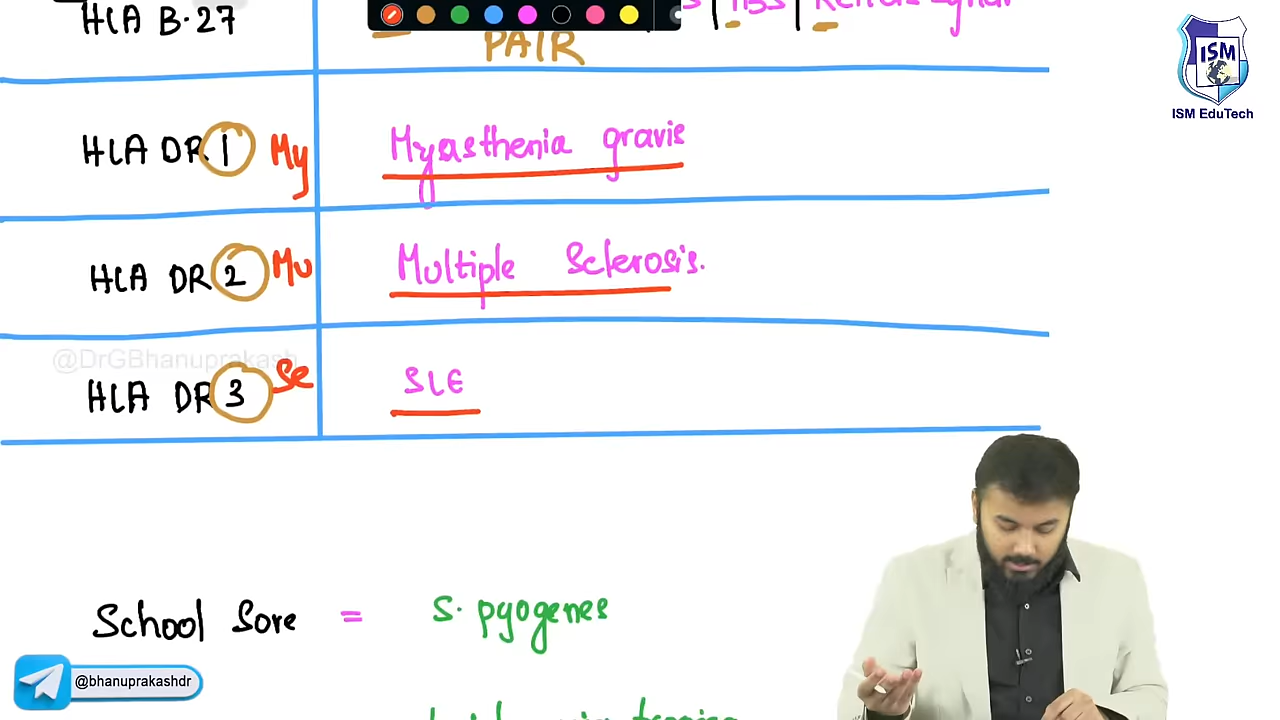 HLA B·27
PAIR
ISM
ISM EduTech
HLA DR 1 My Myasthenia gravis
HLA DR 2 Mu Multiple Sclerosis.
@DrGBhanuprakash
HLA DR 3 Se SLE
School Sore = S. pyogenes
@bhanuprakashdr